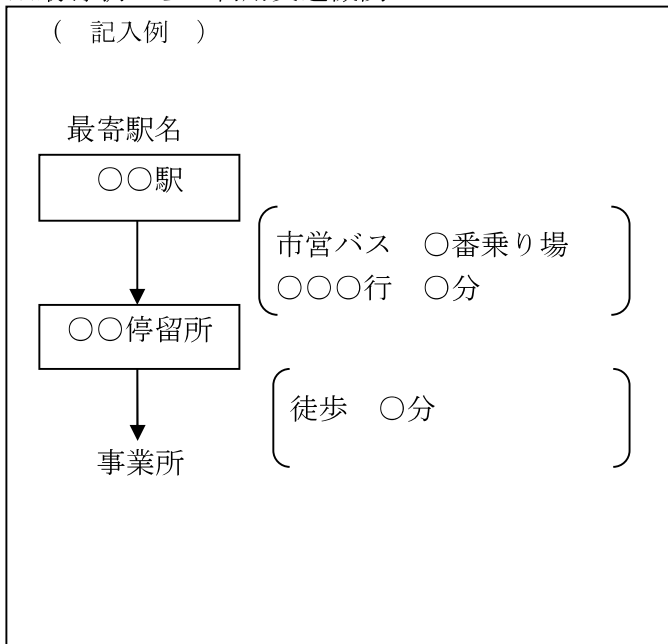 （　記入例　）
最寄駅名
○○駅
市営バス　○番乗り場
○○○行　○分
○○停留所
徒歩　○分
事業所